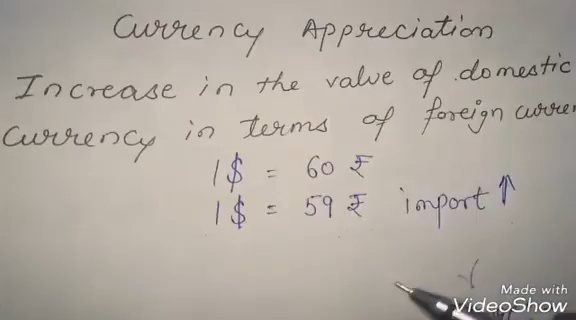 Currency Appreciation
Increase in the value of domestic
currency in terms of foreign curren
1$ = 60 ₹
1$ = 59 ₹ import ↑
Made with
VideoShow